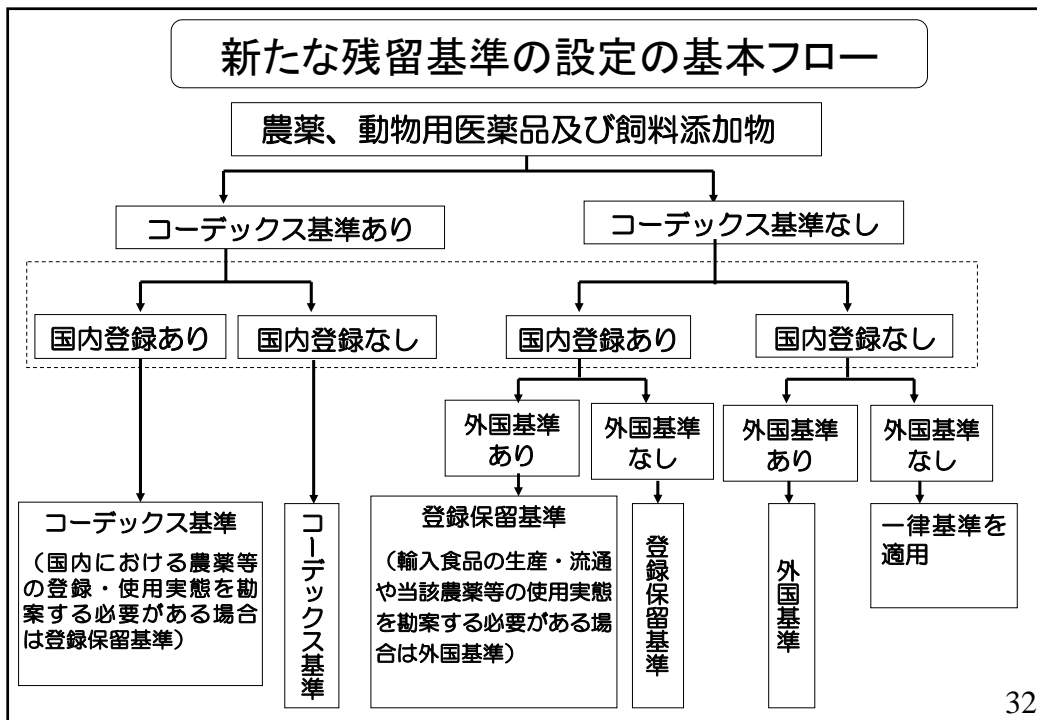 新たな残留基準の設定の基本フロー
農薬、動物用医薬品及び飼料添加物
コーデックス基準あり
コーデックス基準なし
国内登録あり
国内登録なし
国内登録あり
国内登録なし
外国基準
あり
外国基準
なし
外国基準
あり
外国基準
なし
コーデックス基準
（国内における農薬等
の登録・使用実態を勘
案する必要がある場合
は登録保留基準）
コーデックス基準
登録保留基準
（輸入食品の生産・流通
や当該農薬等の使用実態
を勘案する必要がある場
合は外国基準）
登録保留基準
外国基準
一律基準を
適用
32